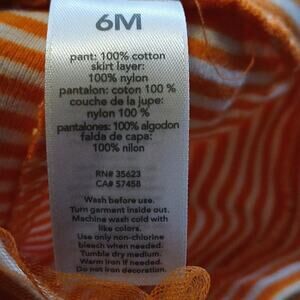 6M
pant: 100% cotton
skirt layer:
100% nylon
pantalon: coton 100 %
couche de la jupe:
nylon 100 %
pantalones: 100% algodon
falda de capa:
100% nilon
RN# 35623
CA# 57458
Wash before use.
Turn garment inside out.
Machine wash cold with
like colors.
Use only non-chlorine
bleach when needed.
Tumble dry medium.
Warm iron if needed.
Do not iron decoration.